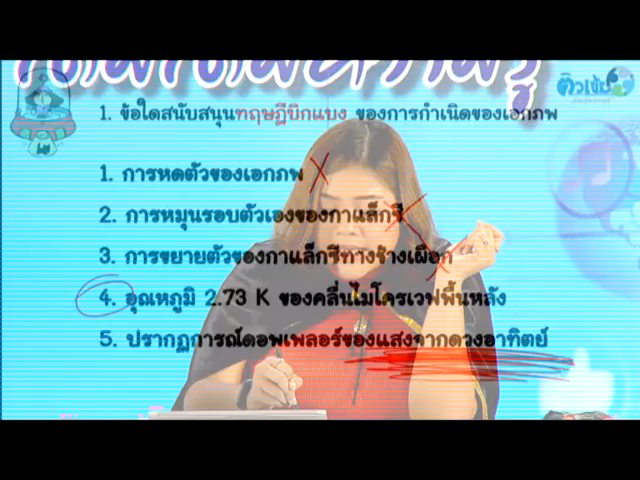 ติวเข้ม
1. ข้อใดสนับสนุนทฤษฎีบิกแบง ของการกำเนิดของเอกภพ
1. การหดตัวของเอกภพ
2. การหมุนรอบตัวเองของกาแล็กซี
3. การขยายตัวของกาแล็กซีทางช้างเผือก
4. อุณหภูมิ 2.73 K ของคลื่นไมโครเวฟพื้นหลัง
5. ปรากฏการณ์ดอพเพลอร์ของแสงจากดวงอาทิตย์